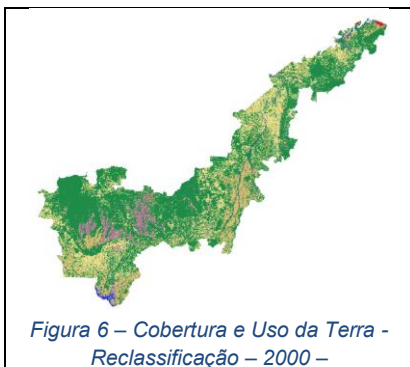 Figura 6 – Cobertura e Uso da Terra -
Reclassificação – 2000 –